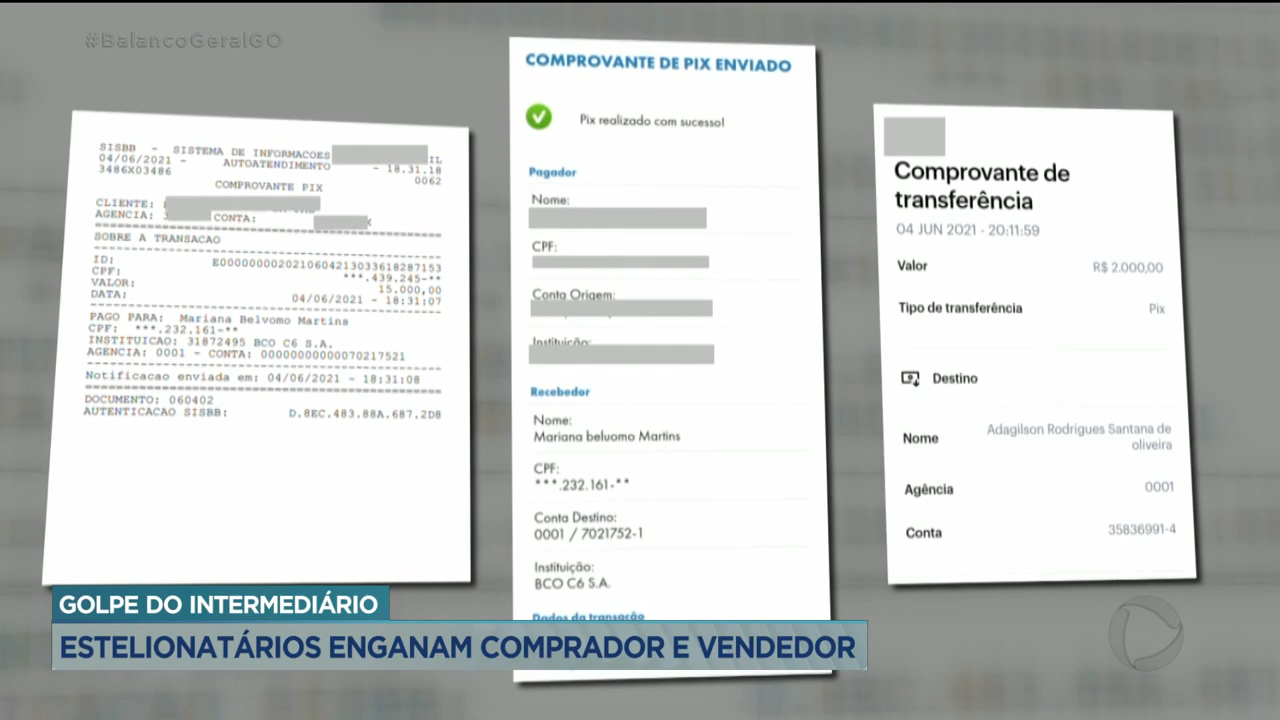 #BalancoGeralGO
SISBB - SISTEMA DE INFORMACOES IL
04/06/2021 - AUTOATENDIMENTO - 18.31.18
3486X03486 0062
COMPROVANTE PIX
CLIENTE:
AGENCIA: CONTA:
SOBRE A TRANSACAO
ID: E00000000202106042130336182 87153
CPF: ***.439.245-**
VALOR: 15.000,00
DATA: 04/06/2021 - 18:31:07
PAGO PARA: Mariana Belvomo Martins
CPF: ***.232.161-**
INSTITUICAO: 31872495 BCO C6 S.A.
AGENCIA: 0001 - CONTA: 00000000000070217521
Notificacao enviada em: 04/06/2021 - 18:31:08
DOCUMENTO: 060402
AUTENTICACAO SISBB: D.8EC.483.88A.687.2D8
COMPROVANTE DE PIX ENVIADO
Pix realizado com sucesso!
Pagador
Nome:
CPF:
Conta Origem:
Instituição:
Recebedor
Nome:
Mariana beluomo Martins
CPF:
***.232.161-**
Conta Destino:
0001 / 7021752-1
Instituição:
BCO C6 S.A.
Dados da transação
Comprovante de
transferência
04 JUN 2021 - 20:11:59
Valor R$ 2.000,00
Tipo de transferência Pix
Destino
Nome Adagilson Rodrigues Santana de
oliveira
Agência 0001
Conta 35836991-4
GOLPE DO INTERMEDIÁRIO
ESTELIONATÁRIOS ENGANAM COMPRADOR E VENDEDOR